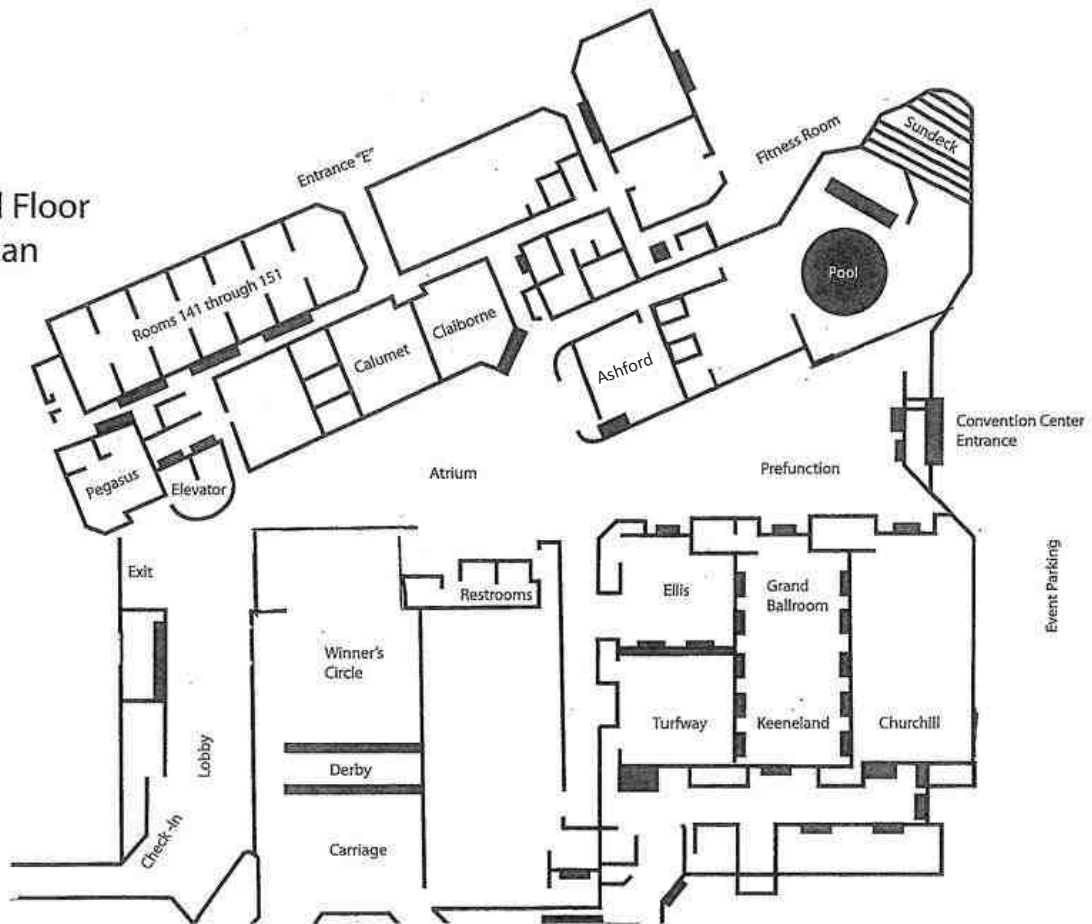 l Floor
an
Entrance "E"
Fitness Room
Sundeck
Pool
Rooms 141 through 151
Claiborne
Calumet
Ashford
Pegasus
Elevator
Atrium
Prefunction
Convention Center
Entrance
Exit
Restrooms
Ellis
Grand
Ballroom
Event Parking
Winner's
Circle
Turfway
Keeneland
Churchill
Lobby
Derby
Check-In
Carriage